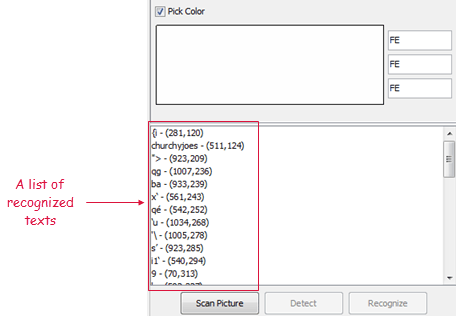 Pick Color
FE
FE
FE
{i - (281,120)
churchyjoes - (511,124)
"> - (923,209)
qg - (1007,236)
ba - (933,239)
x' - (561,243)
qé - (542,252)
'u - (1034,268)
'\ - (1005,278)
s' - (923,285)
i1' - (540,294)
9 - (70,313)
A list of
recognized
texts
Scan Picture
Detect
Recognize